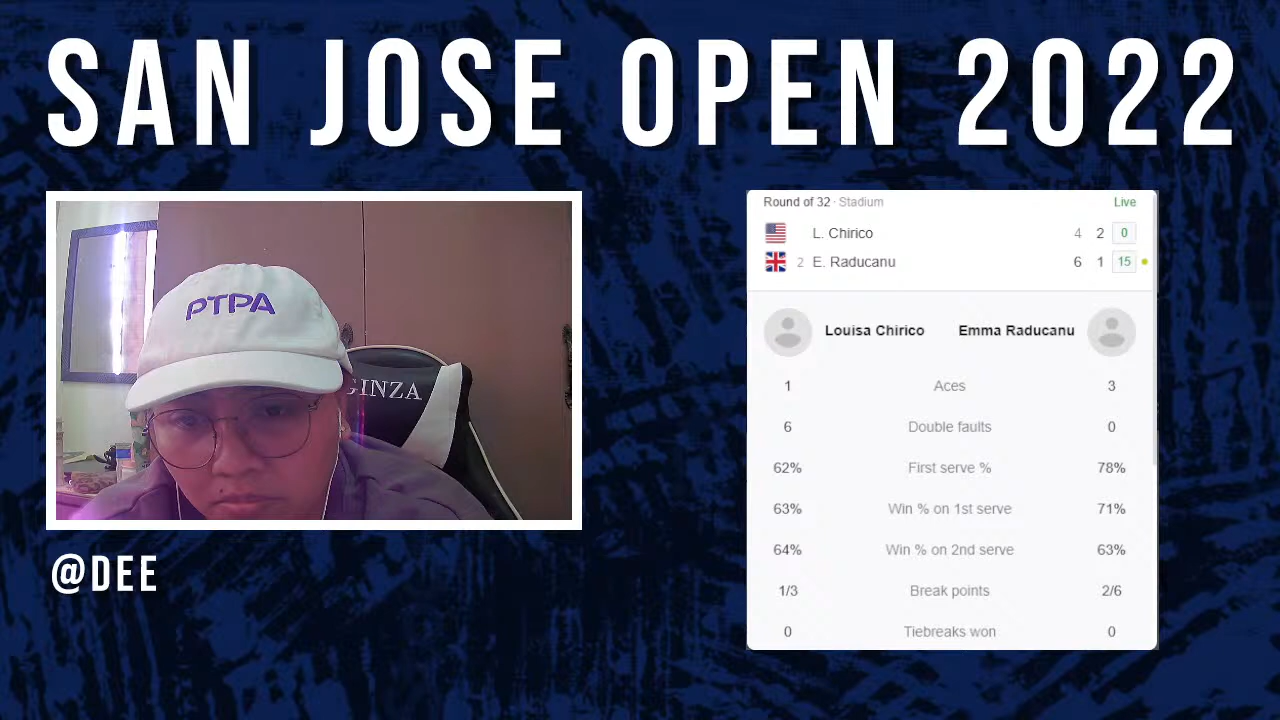 SAN JOSE OPEN 2022
PTPA
GINZA
@DEE
Round of 32 · Stadium Live
L. Chirico 4 2 0
2 E. Raducanu 6 1 15
Louisa Chirico Emma Raducanu
1 Aces 3
6 Double faults 0
62% First serve % 78%
63% Win % on 1st serve 71%
64% Win % on 2nd serve 63%
1/3 Break points 2/6
0 Tiebreaks won 0